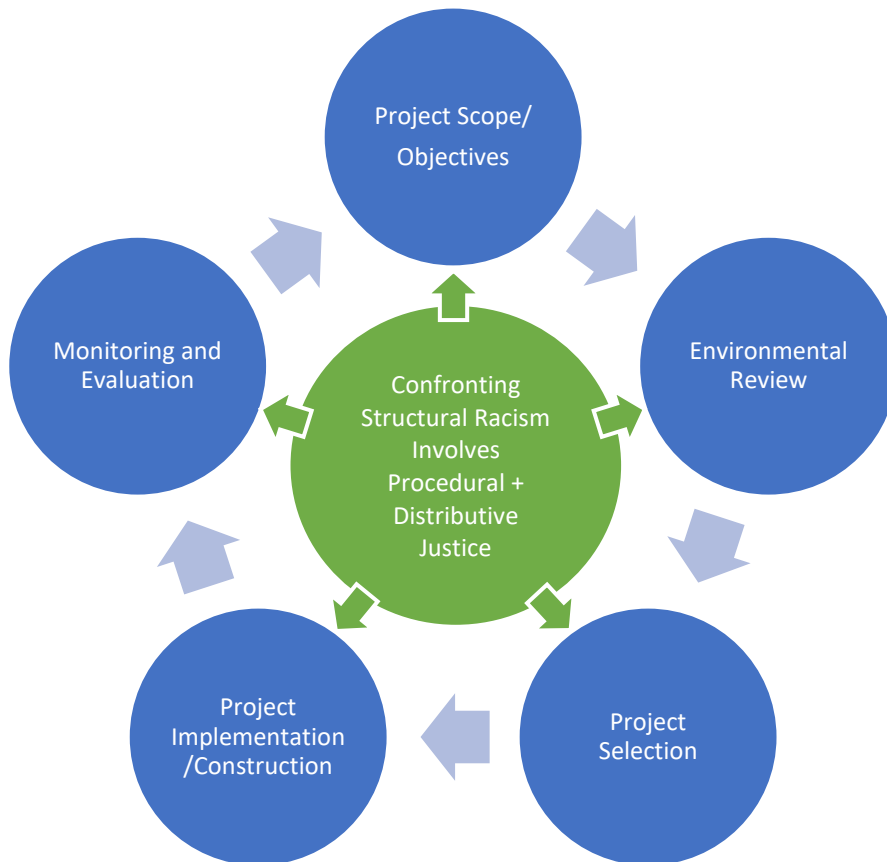 Project Scope/
Objectives
Environmental
Review
Project
Selection
Project
Implementation
/Construction
Monitoring and
Evaluation
Confronting
Structural Racism
Involves
Procedural +
Distributive
Justice